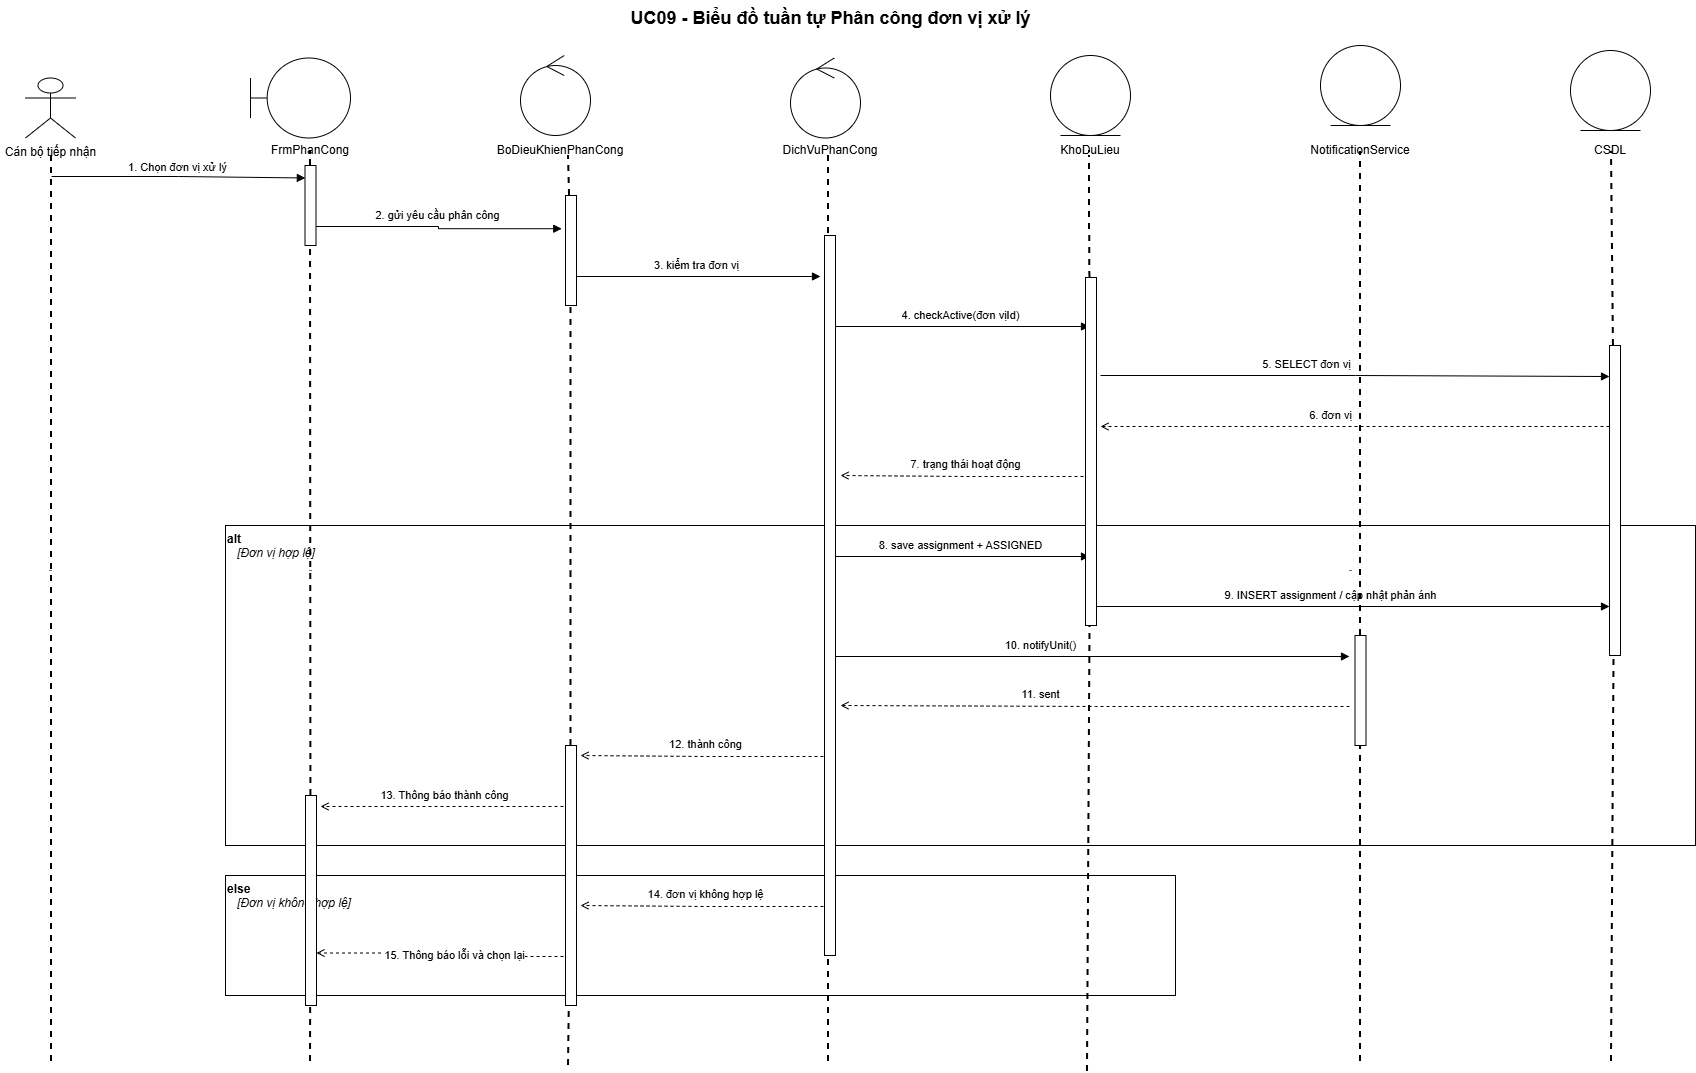 UC09 - Biểu đồ tuần tự Phân công đơn vị xử lý
Cán bộ tiếp nhận
FrmPhanCong
BoDieuKhienPhanCong
DichVuPhanCong
KhoDuLieu
NotificationService
CSDL
1. Chọn đơn vị xử lý
2. gửi yêu cầu phân công
3. kiểm tra đơn vị
4. checkActive(đơn vịId)
5. SELECT đơn vị
6. đơn vị
7. trạng thái hoạt động
alt
[Đơn vị hợp lệ]
8. save assignment + ASSIGNED
9. INSERT assignment / cập nhật phản ánh
10. notifyUnit()
11. sent
12. thành công
13. Thông báo thành công
else
[Đơn vị không hợp lệ]
14. đơn vị không hợp lệ
15. Thông báo lỗi và chọn lại